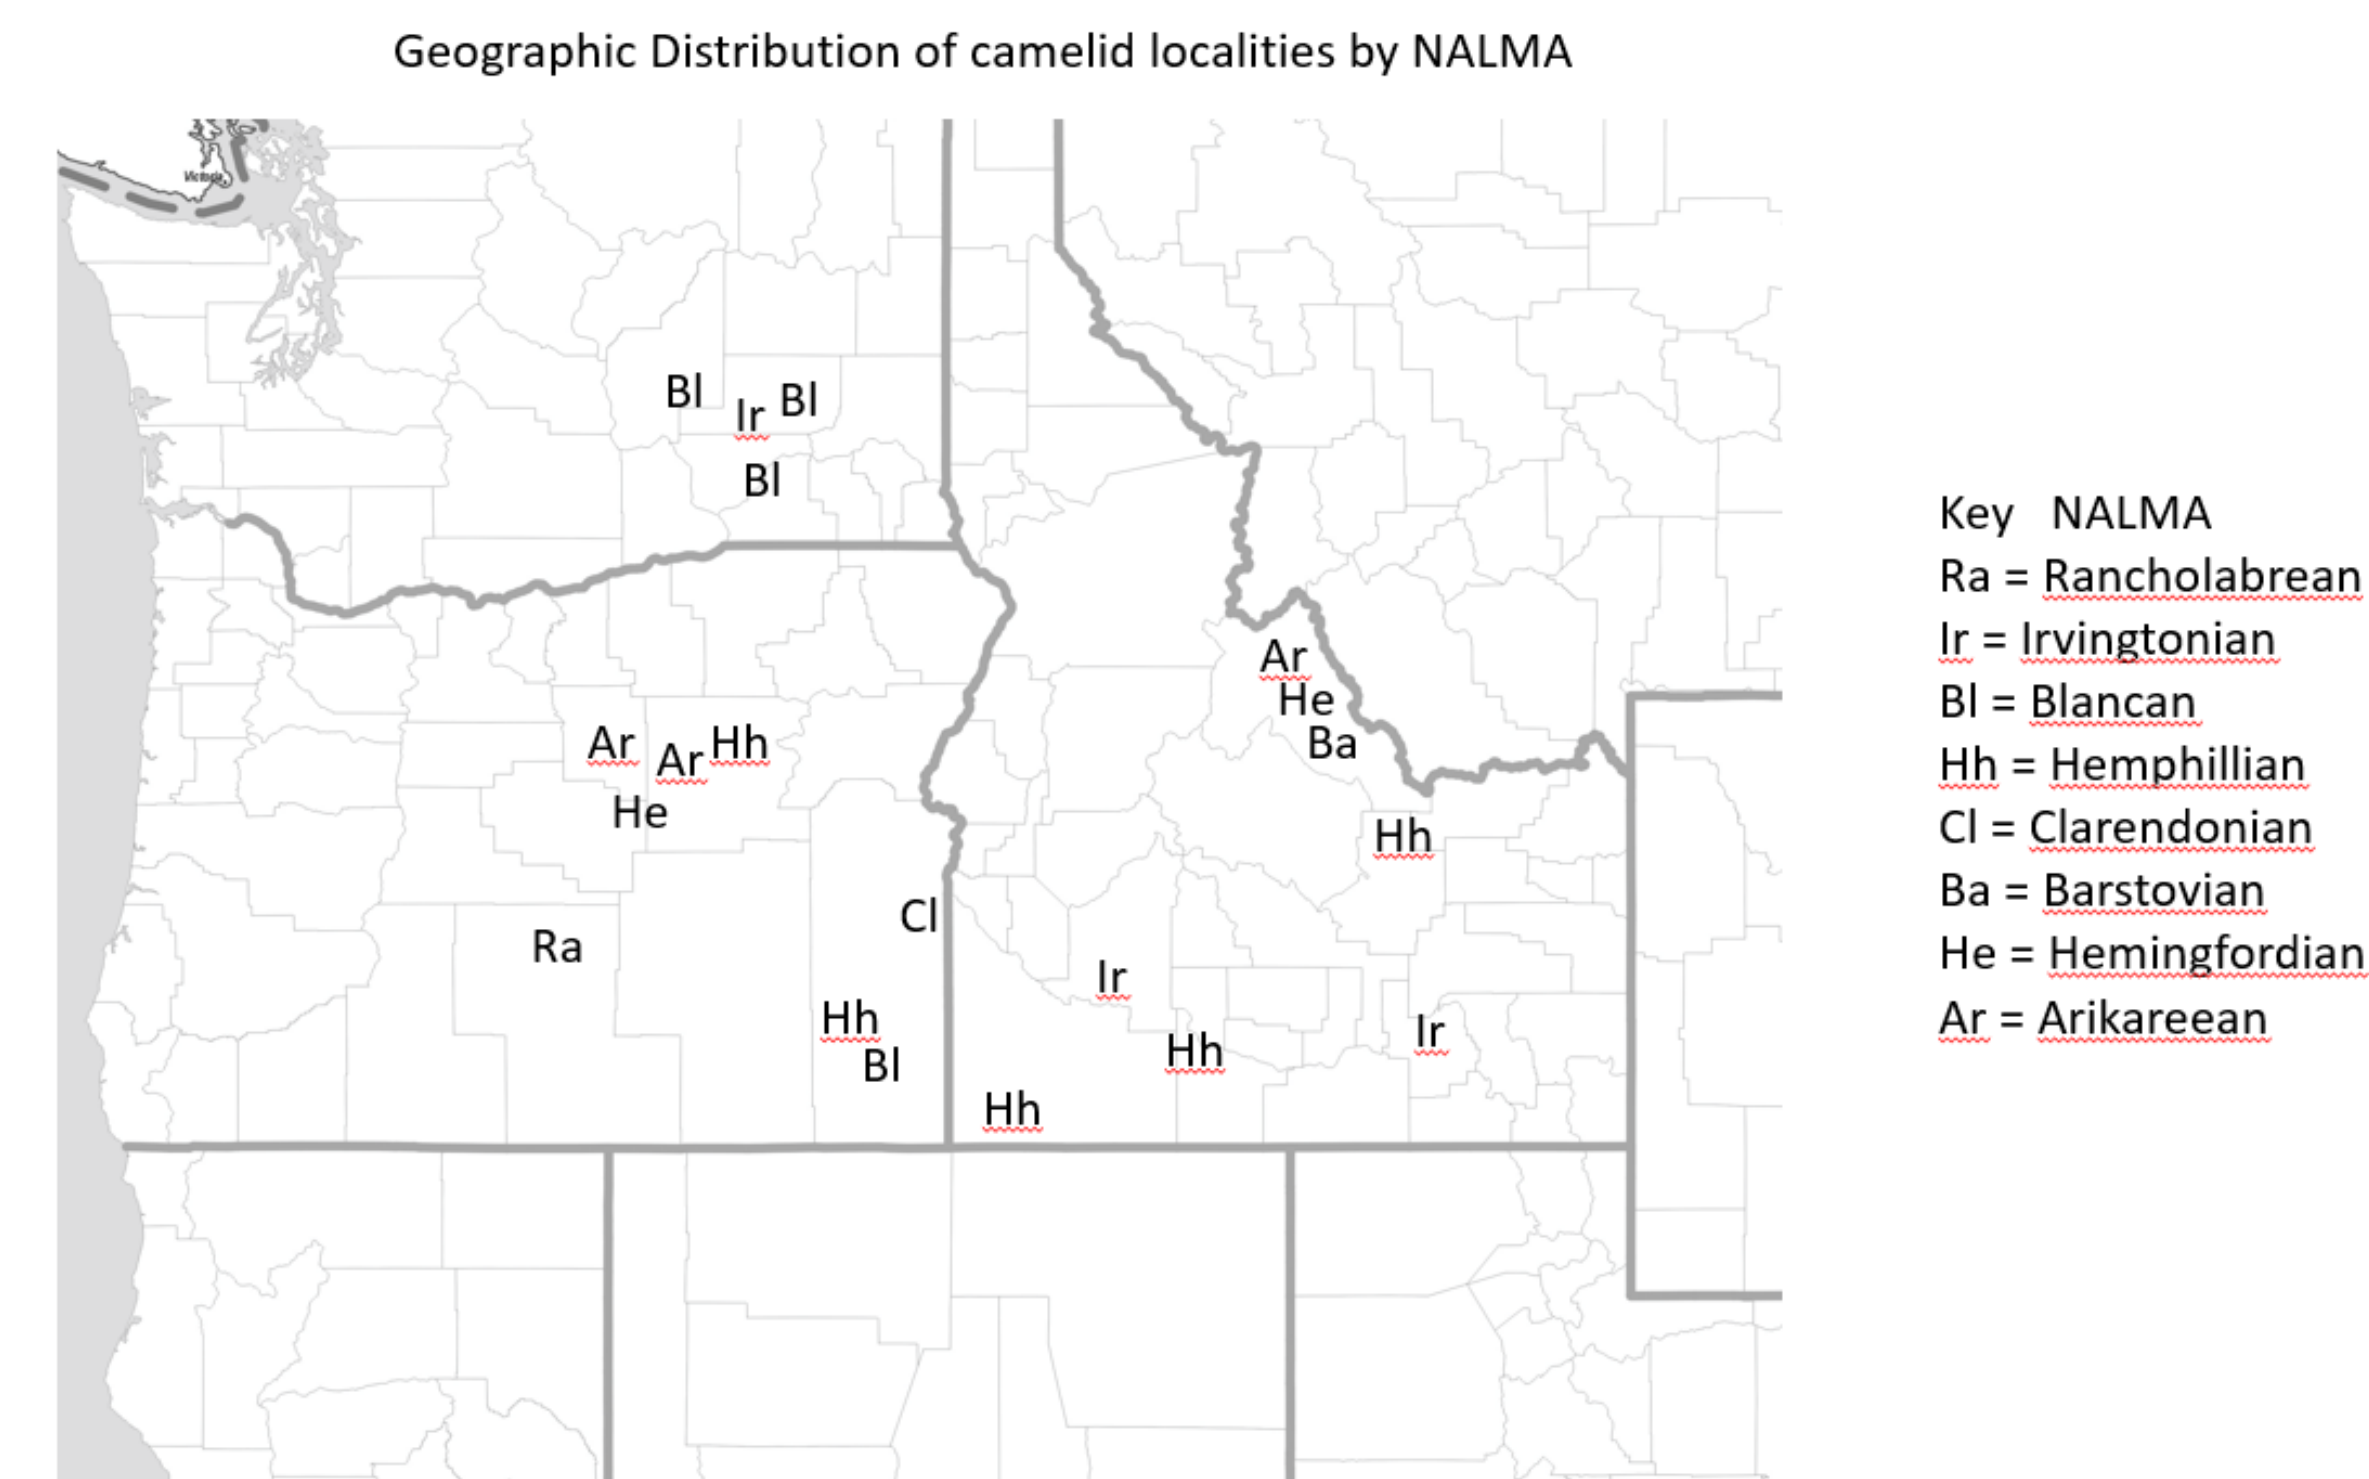 Geographic Distribution of camelid localities by NALMA
Victoria
Bl
Ir
Bl
Bl
Ar
He
Ba
Ar
Ar
Hh
He
Hh
Cl
Ra
Ir
Hh
Bl
Hh
Ir
Hh
Key NALMA
Ra = Rancholabrean
Ir = Irvingtonian
Bl = Blancan
Hh = Hemphillian
Cl = Clarendonian
Ba = Barstovian
He = Hemingfordian
Ar = Arikareean